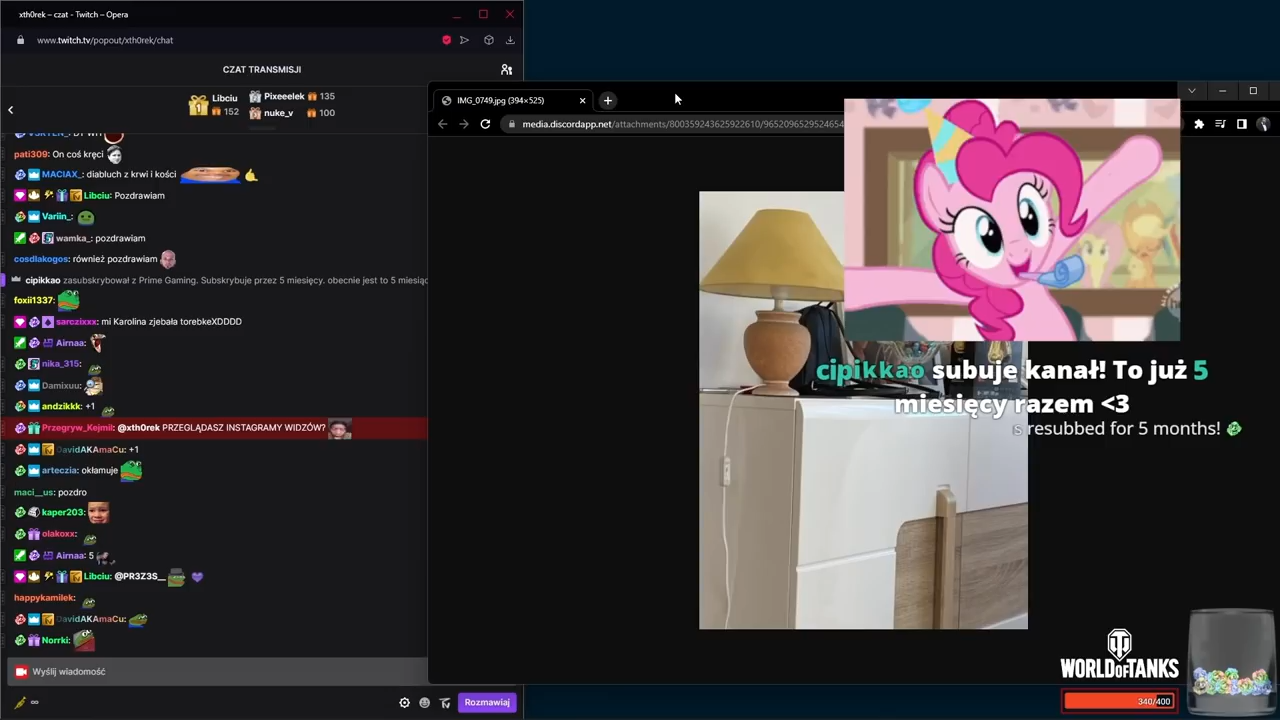 xth0rek – czat - Twitch – Opera
www.twitch.tv/popout/xth0rek/chat
CZAT TRANSMISJI
Libciu
152
Pixeeelek 135
nuke_v 100
pati309: On coś kręci
MACIAX_: diabluch z krwi i kości
Libciu: Pozdrawiam
Variin_:
wamka_: pozdrawiam
cosdlakogos: również pozdrawiam
cipikkao zasubskrybował z Prime Gaming. Subskrybuje przez 5 miesięcy. obecnie jest to 5 miesiąc
foxii1337:
sarczixxx: mi Karolina zjebała torebkeXDDDD
Airnaa:
nika_315:
Damixuu:
andzikkk: +1
Przegryw_Kejmil: @xth0rek PRZEGLĄDASZ INSTAGRAMY WIDZÓW?
DavidAKAmaCu: +1
arteczia: okłamuje
maci__us: pozdro
kaper203:
olakoxx:
Airnaa: 5
Libciu: @PR3Z3S__
happykamilek:
DavidAKAmaCu:
Norrki:
Wyślij wiadomość
Rozmawiaj
IMG_0749.jpg (394×525)
media.discordapp.net/attachments/800359243625922610/9652096529524654
cipikkao subuje kanał! To już 5
miesięcy razem <3
s resubbed for 5 months!
WORLD OF TANKS
340/400